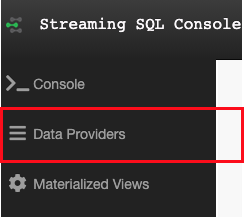 Streaming SQL Console
Console
Data Providers
Materialized Views